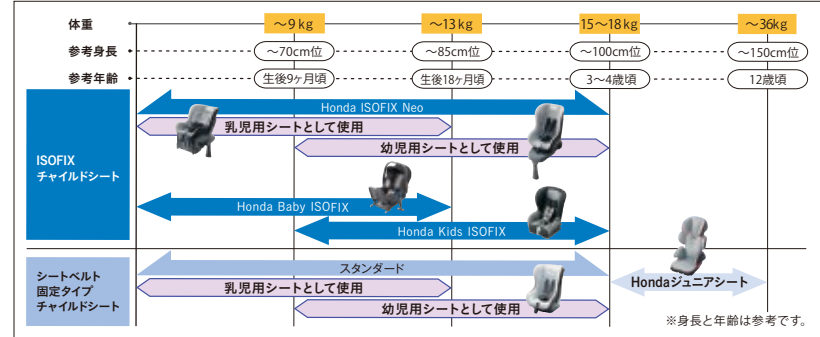 体重 ～9kg ～13kg 15～18kg ～36kg
参考身長 ～70cm位 ～85cm位 ～100cm位 ～150cm位
参考年齢 生後9ヶ月頃 生後18ヶ月頃 3～4歳頃 12歳頃
ISOFIX
チャイルドシート
Honda ISOFIX Neo
乳児用シートとして使用
幼児用シートとして使用
Honda Baby ISOFIX
Honda Kids ISOFIX
シートベルト
固定タイプ
チャイルドシート
スタンダード
乳児用シートとして使用
幼児用シートとして使用
Hondaジュニアシート
※身長と年齢は参考です。